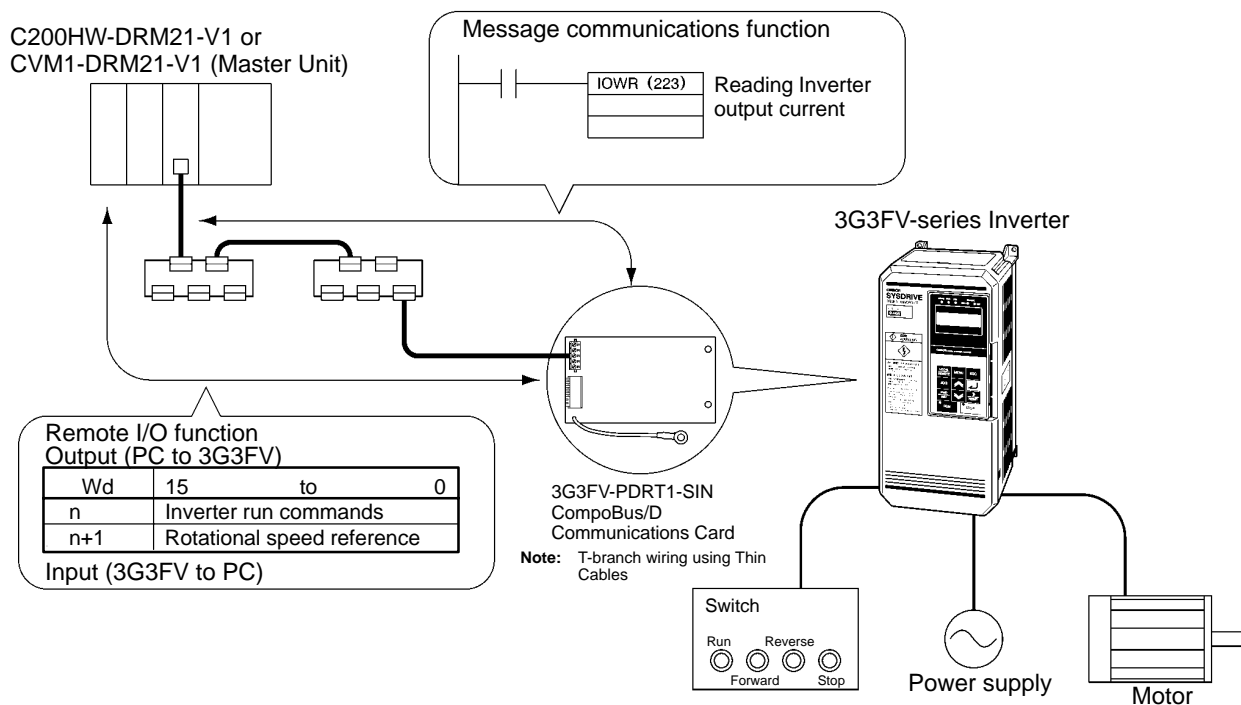 C200HW-DRM21-V1 or
CVM1-DRM21-V1 (Master Unit)
Message communications function
IOWR (223)
Reading Inverter
output current
3G3FV-series Inverter
SYSDRIVE
Remote I/O function
Output (PC to 3G3FV)
Wd 15 to 0
n Inverter run commands
n+1 Rotational speed reference
Input (3G3FV to PC)
3G3FV-PDRT1-SIN
CompoBus/D
Communications Card
Note: T-branch wiring using Thin
Cables
Switch
Run Reverse
Forward Stop
Power supply
Motor